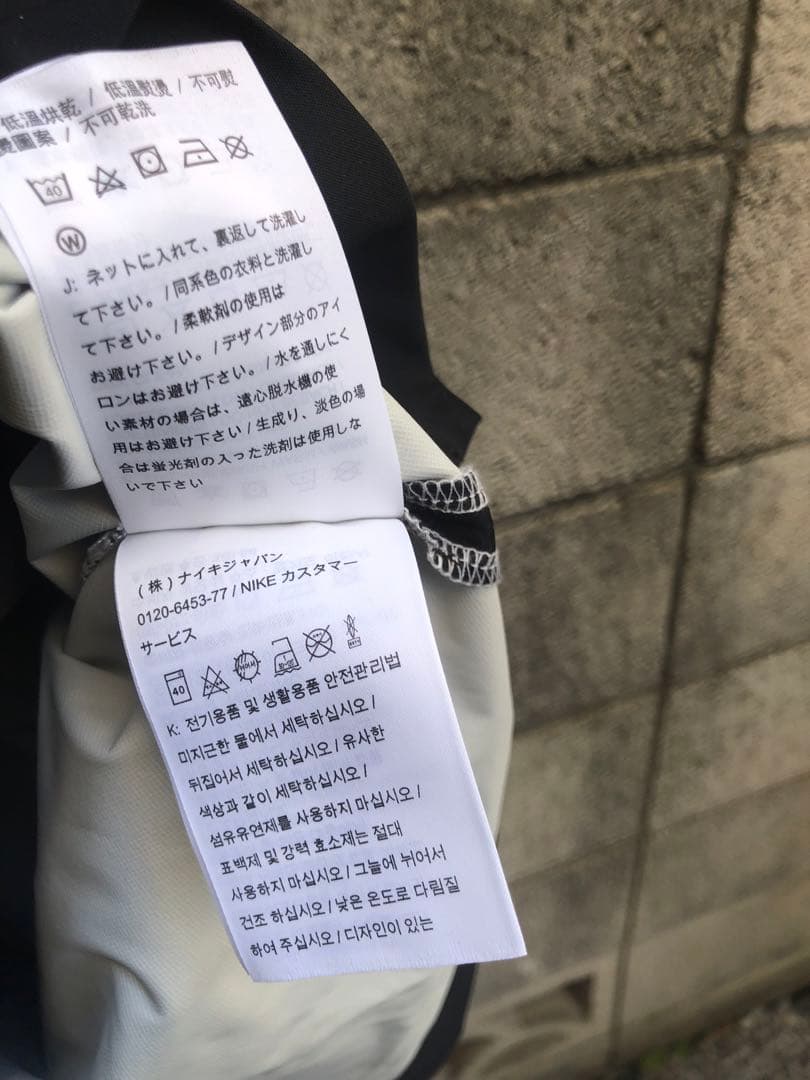 低溫烘乾 / 低溫熨燙 / 不可熨
燙圖案 / 不可乾洗
40
W
J: ネットに入れて、裏返して洗濯し
て下さい。/同系色の衣料と洗濯し
て下さい。/柔軟剤の使用は
お避け下さい。/デザイン部分のアイ
ロンはお避け下さい。/水を通しにく
い素材の場合は、遠心脱水機の使
用はお避け下さい/生成り、淡色の場
合は蛍光剤の入った洗剤は使用しな
いで下さい
(株)ナイキジャパン
0120-6453-77 / NIKE カスタマー
サービス
40
K: 전기용품 및 생활용품 안전관리법
미지근한 물에서 세탁하십시오 /
뒤집어서 세탁하십시오 / 유사한
색상과 같이 세탁하십시오 /
섬유유연제를 사용하지 마십시오 /
표백제 및 강력 효소제는 절대
사용하지 마십시오 / 그늘에 뉘어서
건조 하십시오 / 낮은 온도로 다림질
하여 주십시오 / 디자인이 있는